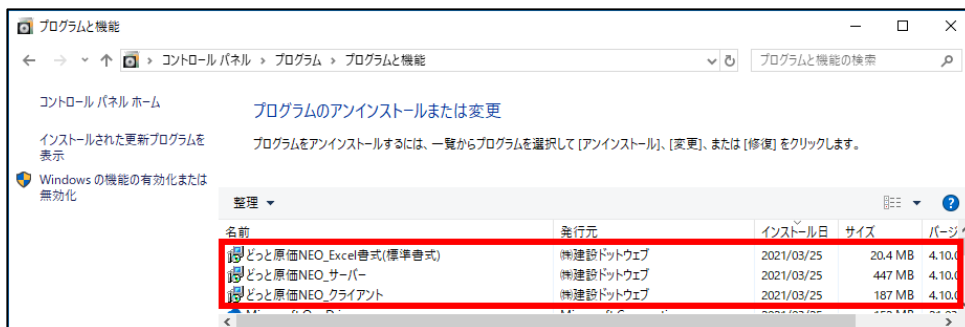 プログラムと機能
コントロール パネル › プログラム › プログラムと機能
プログラムと機能の検索
コントロール パネル ホーム
インストールされた更新プログラムを
表示
Windows の機能の有効化または
無効化
プログラムのアンインストールまたは変更
プログラムをアンインストールするには、一覧からプログラムを選択して [アンインストール]、[変更]、または [修復] をクリックします。
整理
名前 発行元 インストール日 サイズ バージ
どっと原価NEO_Excel書式(標準書式) ㈱建設ドットウェブ 2021/03/25 20.4 MB 4.10.0
どっと原価NEO_サーバー ㈱建設ドットウェブ 2021/03/25 447 MB 4.10.0
どっと原価NEO_クライアント ㈱建設ドットウェブ 2021/03/25 187 MB 4.10.0